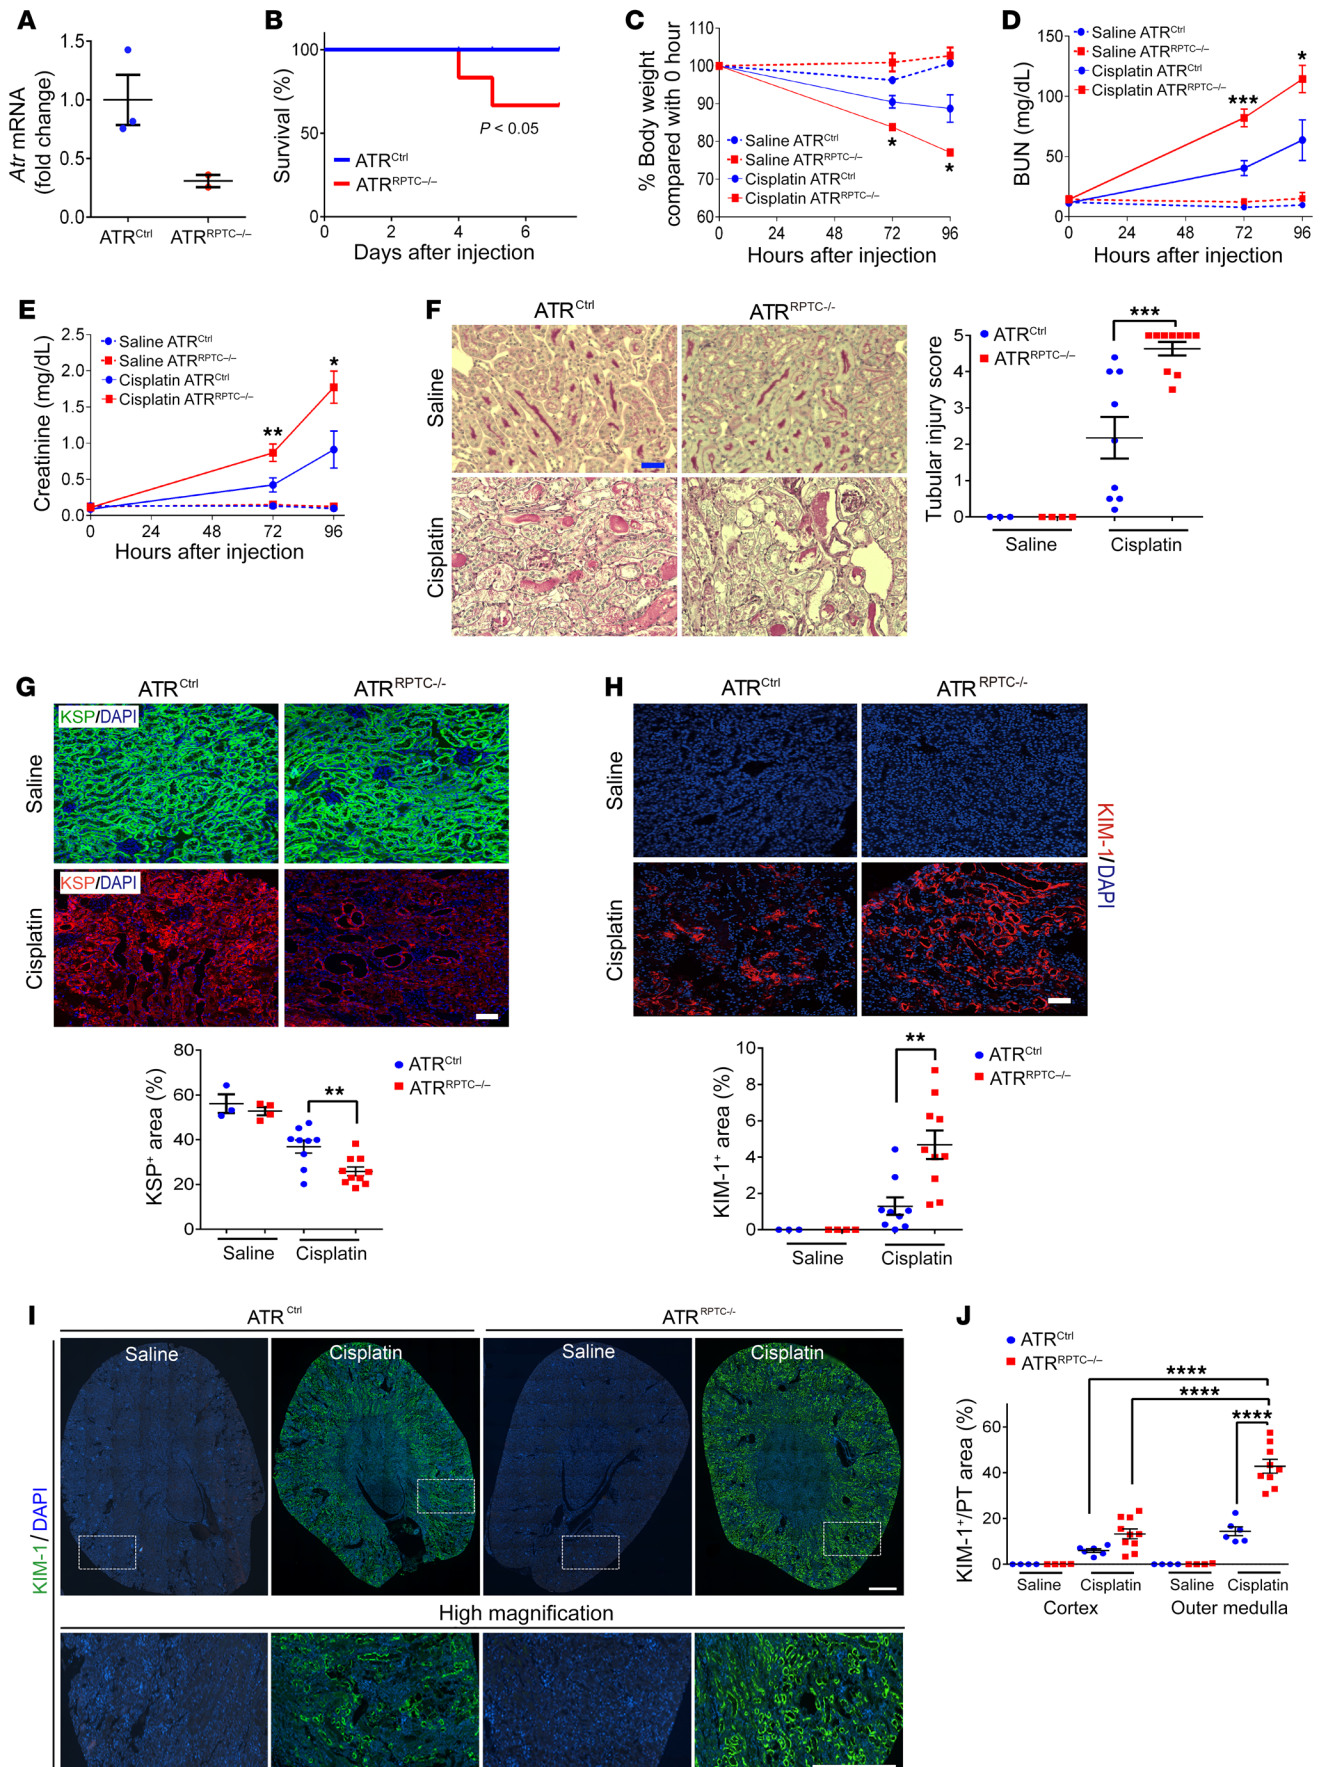 A
1.5
1.0
0.5
0.0
Atr mRNA
(fold change)
ATRCtrl
ATRRPTC–/–
B
100
50
0
Survival (%)
P < 0.05
ATRCtrl
ATRRPTC–/–
0 2 4 6
Days after injection
C
110
100
90
80
70
60
% Body weight
compared with 0 hour
Saline ATRCtrl
Saline ATRRPTC–/–
Cisplatin ATRCtrl
Cisplatin ATRRPTC–/–
*
*
0 24 48 72 96
Hours after injection
D
150
100
50
0
BUN (mg/dL)
Saline ATRCtrl
Saline ATRRPTC–/–
Cisplatin ATRCtrl
Cisplatin ATRRPTC–/–
***
*
0 24 48 72 96
Hours after injection
E
2.5
2.0
1.5
1.0
0.5
0.0
Creatinine (mg/dL)
Saline ATRCtrl
Saline ATRRPTC–/–
Cisplatin ATRCtrl
Cisplatin ATRRPTC–/–
**
*
0 24 48 72 96
Hours after injection
F
ATRCtrl
ATRRPTC-/-
Saline
Cisplatin
Tubular injury score
5
4
3
2
1
0
ATRCtrl
ATRRPTC–/–
***
Saline
Cisplatin
G
ATRCtrl
ATRRPTC-/-
KSP/DAPI
Saline
KSP/DAPI
Cisplatin
80
60
40
20
0
KSP+ area (%)
**
ATRCtrl
ATRRPTC–/–
Saline
Cisplatin
H
ATRCtrl
ATRRPTC-/-
Saline
Cisplatin
KIM-1/DAPI
10
8
6
4
2
0
KIM-1+ area (%)
**
ATRCtrl
ATRRPTC–/–
Saline
Cisplatin
I
ATRCtrl
ATRRPTC-/-
Saline
Cisplatin
Saline
Cisplatin
KIM-1/ DAPI
High magnification
J
ATRCtrl
ATRRPTC–/–
****
****
****
60
40
20
0
KIM-1+/PT area (%)
Saline Cisplatin Saline Cisplatin
Cortex Outer medulla